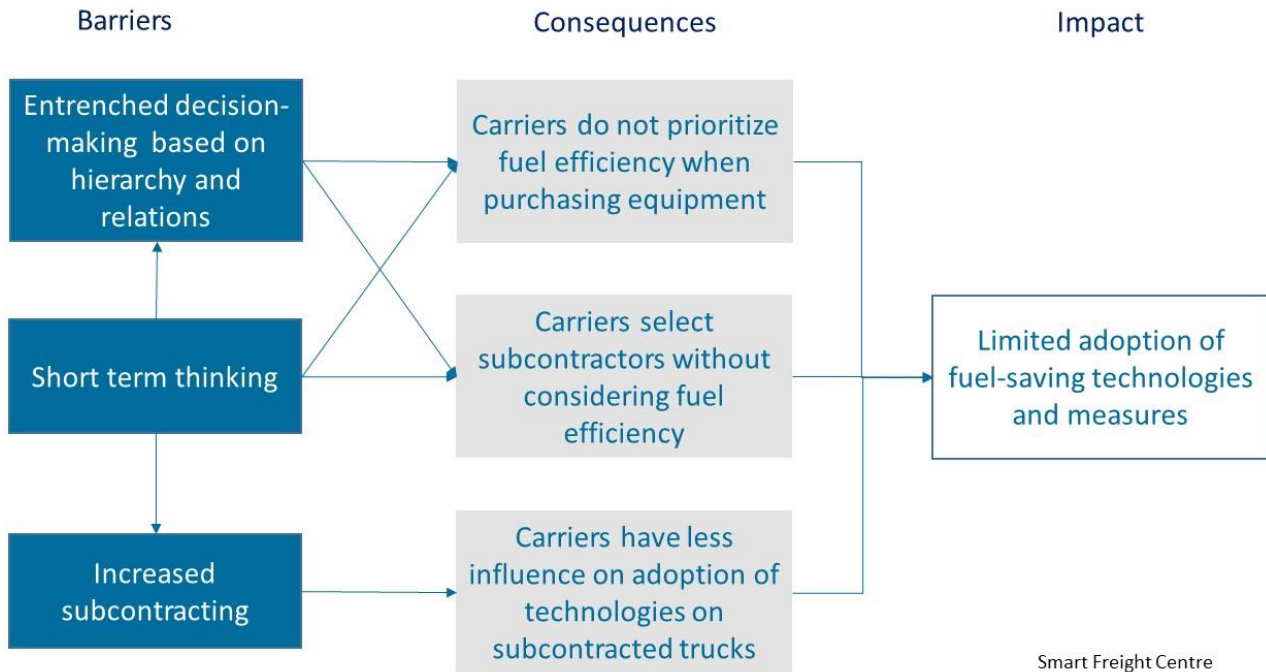 Barriers
Consequences
Impact
Entrenched decision-
making based on
hierarchy and
relations
Short term thinking
Increased
subcontracting
Carriers do not prioritize
fuel efficiency when
purchasing equipment
Carriers select
subcontractors without
considering fuel
efficiency
Carriers have less
influence on adoption of
technologies on
subcontracted trucks
Limited adoption of
fuel-saving technologies
and measures
Smart Freight Centre